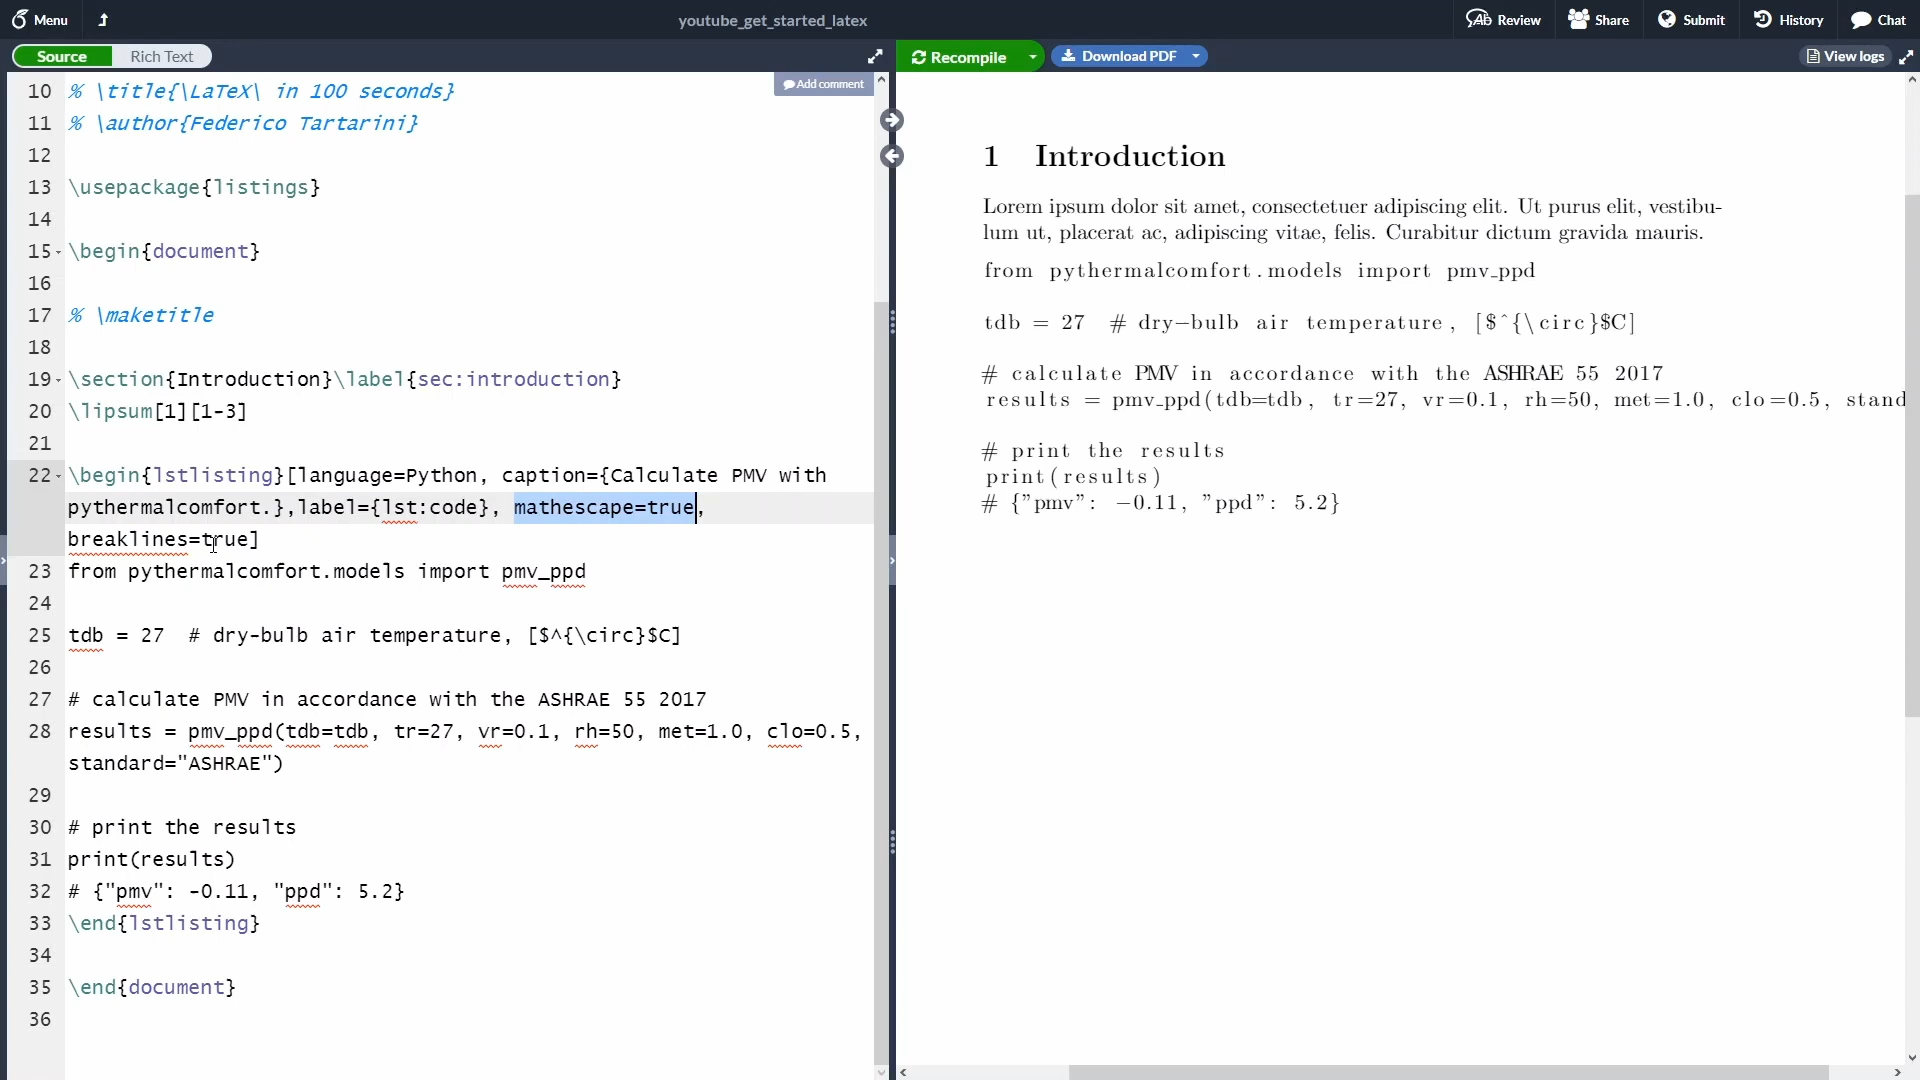 Menu
youtube_get_started_latex
Review
Share
Submit
History
Chat
Source
Rich Text
Recompile
Download PDF
View logs
Add comment
10 % \title{\LaTeX\ in 100 seconds}
11 % \author{Federico Tartarini}
12
13 \usepackage{listings}
14
15 \begin{document}
16
17 % \maketitle
18
19 \section{Introduction}\label{sec:introduction}
20 \lipsum[1][1-3]
21
22 \begin{lstlisting}[language=Python, caption={Calculate PMV with
pythermalcomfort.},label={lst:code}, mathescape=true,
breaklines=true]
23 from pythermalcomfort.models import pmv_ppd
24
25 tdb = 27  # dry-bulb air temperature, [$^{\circ}$C]
26
27 # calculate PMV in accordance with the ASHRAE 55 2017
28 results = pmv_ppd(tdb=tdb, tr=27, vr=0.1, rh=50, met=1.0, clo=0.5,
standard="ASHRAE")
29
30 # print the results
31 print(results)
32 # {"pmv": -0.11, "ppd": 5.2}
33 \end{lstlisting}
34
35 \end{document}
36
1 Introduction
Lorem ipsum dolor sit amet, consectetuer adipiscing elit. Ut purus elit, vestibu-
lum ut, placerat ac, adipiscing vitae, felis. Curabitur dictum gravida mauris.
from pythermalcomfort.models import pmv_ppd
tdb = 27  # dry−bulb air temperature, [$^{\circ}$C]
# calculate PMV in accordance with the ASHRAE 55 2017
results = pmv_ppd(tdb=tdb, tr=27, vr=0.1, rh=50, met=1.0, clo=0.5, stand
# print the results
print(results)
# {”pmv”: −0.11, ”ppd”: 5.2}